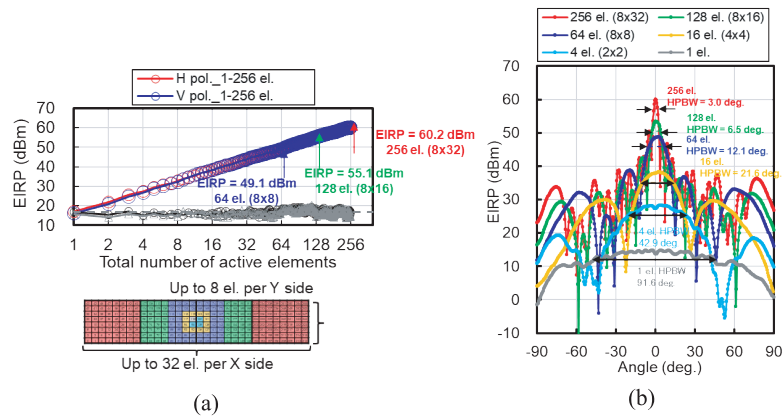 (a)
H pol._1-256 el.
V pol._1-256 el.
EIRP (dBm)
70
60
50
40
30
20
10
EIRP = 60.2 dBm
256 el. (8x32)
EIRP = 55.1 dBm
128 el. (8x16)
EIRP = 49.1 dBm
64 el. (8x8)
1 2 4 8 16 32 64 128 256
Total number of active elements
Up to 8 el. per Y side
Up to 32 el. per X side
(a)
(b)
256 el. (8x32)
128 el. (8x16)
64 el. (8x8)
16 el. (4x4)
4 el. (2x2)
1 el.
EIRP (dBm)
70
60
50
40
30
20
10
0
-10
256 el.
HPBW = 3.0 deg.
128 el.
HPBW = 6.5 deg.
64 el.
HPBW = 12.1 deg.
16 el.
HPBW = 21.6 deg.
4 el. HPBW
42.9 deg.
1 el. HPBW
91.6 deg.
-90 -60 -30 0 30 60 90
Angle (deg.)
(b)